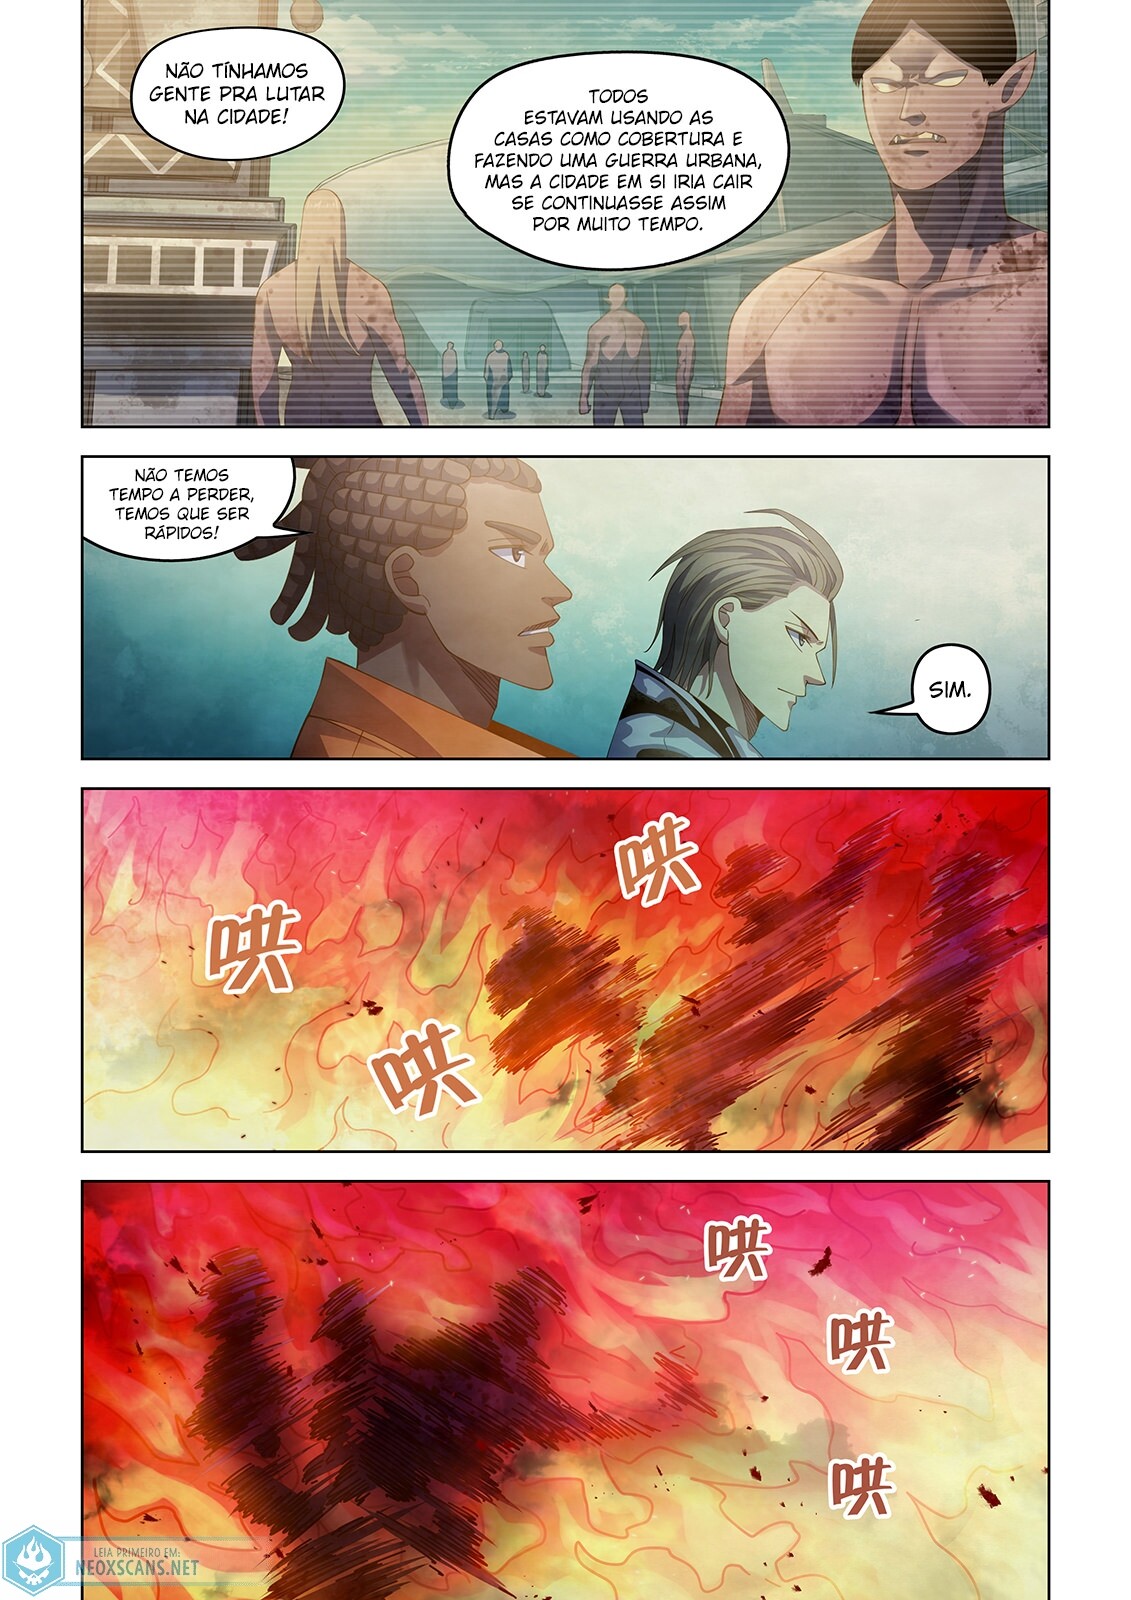 NÃO TÍNHAMOS
GENTE PRA LUTAR
NA CIDADE!
TODOS
ESTAVAM USANDO AS
CASAS COMO COBERTURA E
FAZENDO UMA GUERRA URBANA,
MAS A CIDADE EM SI IRIA CAIR
SE CONTINUASSE ASSIM
POR MUITO TEMPO.
NÃO TEMOS
TEMPO A PERDER,
TEMOS QUE SER
RÁPIDOS!
SIM.
哄
哄
哄
哄
哄
哄
LEIA PRIMEIRO EM:
NEOXSCANS.NET